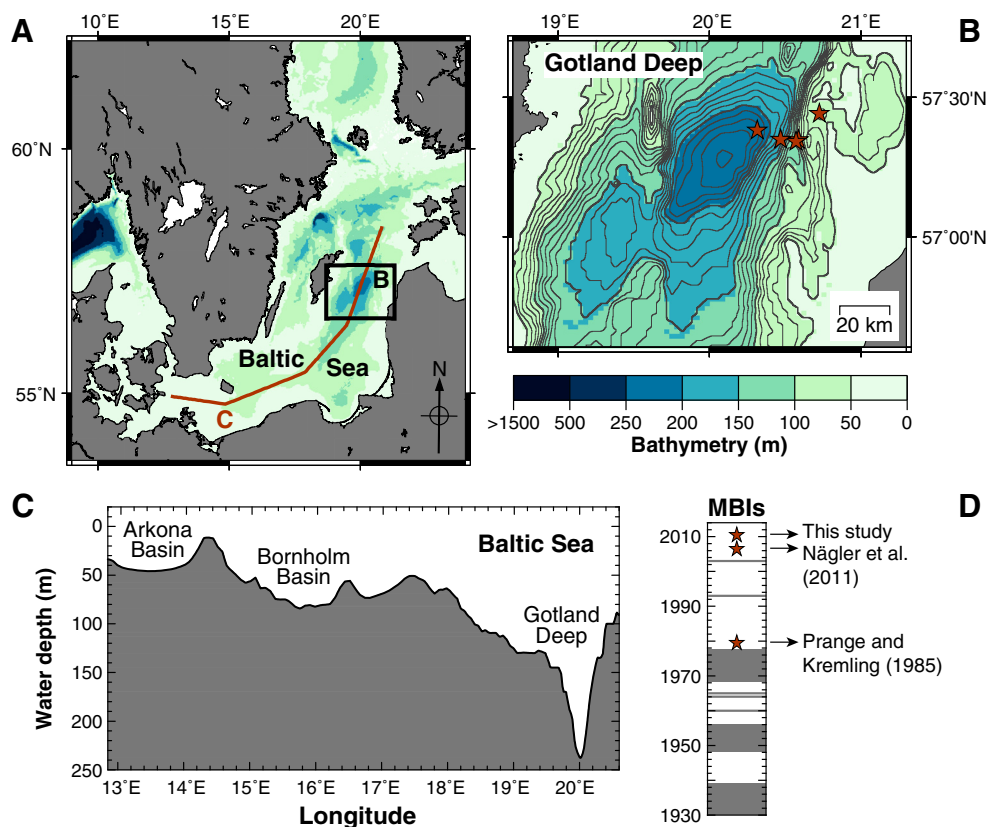 A
10˚E 15˚E 20˚E
60˚N
55˚N
B
Baltic
Sea
C
N
B
19˚E 20˚E 21˚E
Gotland Deep
57˚30'N
57˚00'N
20 km
>1500 500 250 200 150 100 50 0
Bathymetry (m)
C
Water depth (m)
0
50
100
150
200
250
Arkona
Basin
Bornholm
Basin
Baltic Sea
Gotland
Deep
13˚E 14˚E 15˚E 16˚E 17˚E 18˚E 19˚E 20˚E
Longitude
D
MBIs
2010
1990
1970
1950
1930
This study
Nägler et al.
(2011)
Prange and
Kremling (1985)